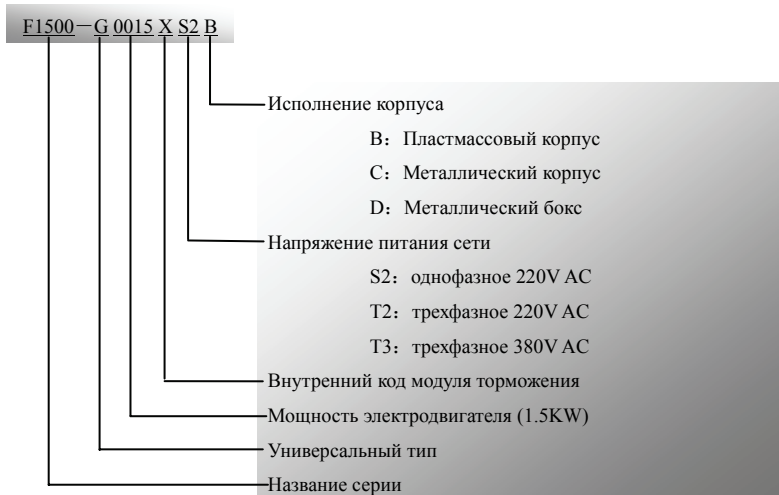 F1500－G 0015 X S2 B
Исполнение корпуса
B：Пластмассовый корпус
C：Металлический корпус
D：Металлический бокс
Напряжение питания сети
S2：однофазное 220V AC
T2：трехфазное 220V AC
T3：трехфазное 380V AC
Внутренний код модуля торможения
Мощность электродвигателя (1.5KW)
Универсальный тип
Название серии